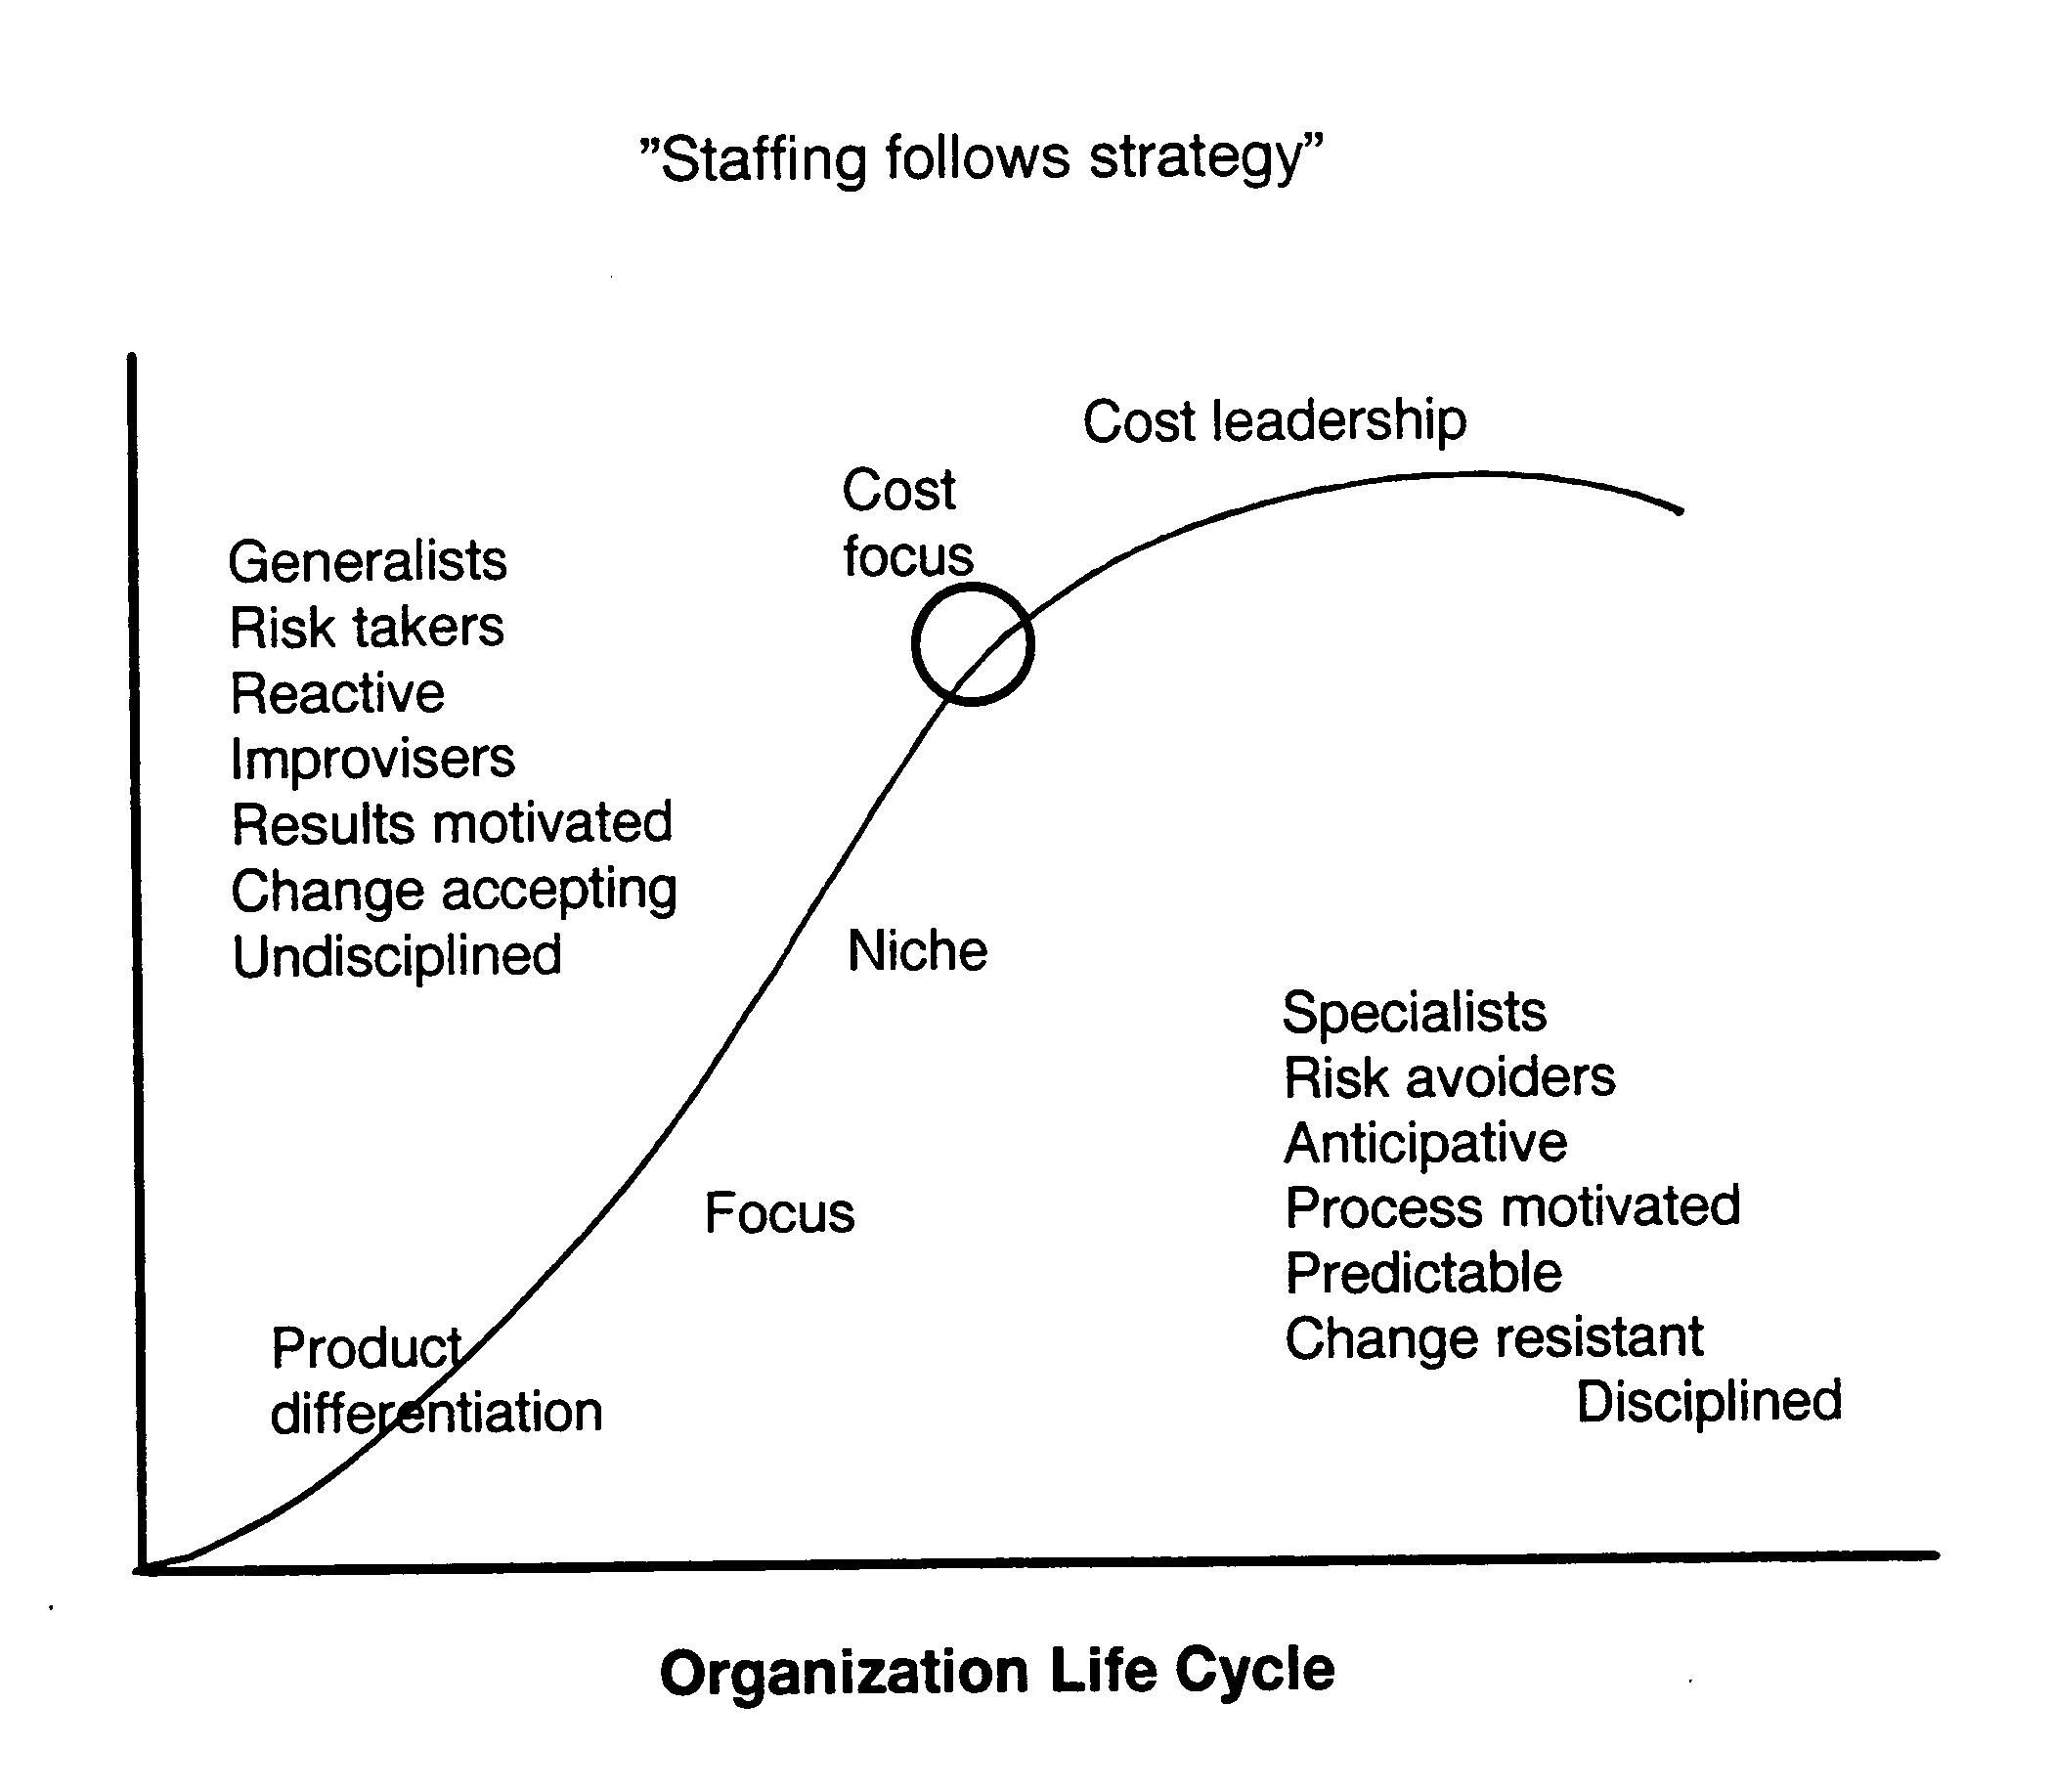 ”Staffing follows strategy”
Cost leadership
Cost
focus
Generalists
Risk takers
Reactive
Improvisers
Results motivated
Change accepting
Undisciplined
Niche
Specialists
Risk avoiders
Anticipative
Process motivated
Predictable
Change resistant
Disciplined
Focus
Product
differentiation
Organization Life Cycle